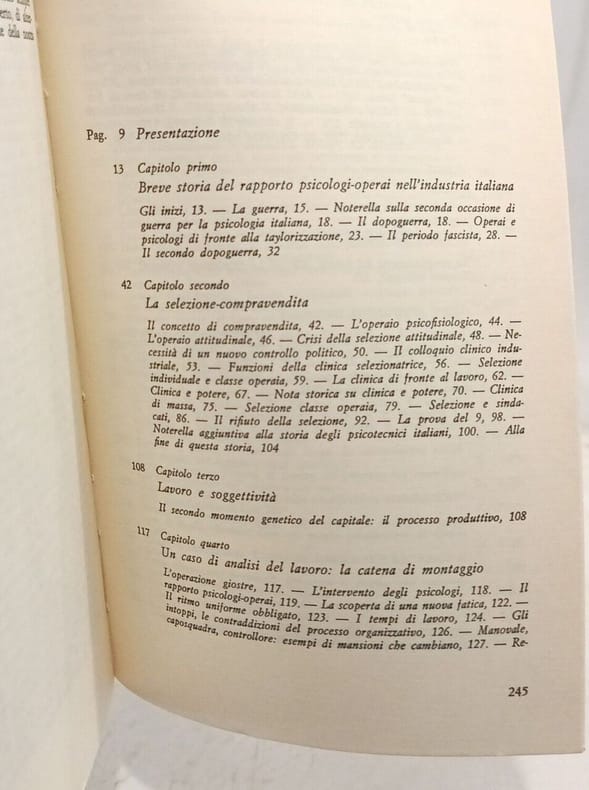 erto, di
e della nostra
Pag. 9 Presentazione
13 Capitolo primo
Breve storia del rapporto psicologi-operai nell'industria italiana
Gli inizi, 13. — La guerra, 15. — Noterella sulla seconda occasione di
guerra per la psicologia italiana, 18. — Il dopoguerra, 18. — Operai e
psicologi di fronte alla taylorizzazione, 23. — Il periodo fascista, 28. —
Il secondo dopoguerra, 32
42 Capitolo secondo
La selezione-compravendita
Il concetto di compravendita, 42. — L'operaio psicofisiologico, 44. —
L'operaio attitudinale, 46. — Crisi della selezione attitudinale, 48. — Ne-
cessità di un nuovo controllo politico, 50. — Il colloquio clinico indu-
striale, 53. — Funzioni della clinica selezionatrice, 56. — Selezione
individuale e classe operaia, 59. — La clinica di fronte al lavoro, 62. —
Clinica e potere, 67. — Nota storica su clinica e potere, 70. — Clinica
di massa, 75. — Selezione classe operaia, 79. — Selezione e sinda-
cati, 86. — Il rifiuto della selezione, 92. — La prova del 9, 98. —
Noterella aggiuntiva alla storia degli psicotecnici italiani, 100. — Alla
fine di questa storia, 104
108 Capitolo terzo
Lavoro e soggettività
Il secondo momento genetico del capitale: il processo produttivo, 108
117 Capitolo quarto
Un caso di analisi del lavoro: la catena di montaggio
L'operazione giostre, 117. — L'intervento degli psicologi, 118. — Il
rapporto psicologi-operai, 119. — La scoperta di una nuova fatica, 122. —
Il ritmo uniforme obbligato, 123. — I tempi di lavoro, 124. — Gli
intoppi, le contraddizioni del processo organizzativo, 126. — Manovale,
caposquadra, controllore: esempi di mansioni che cambiano, 127. — Re-
245